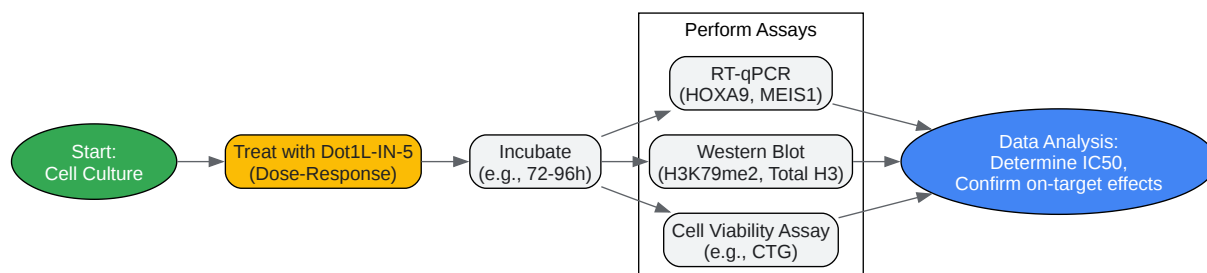 Start:
Cell Culture
Treat with Dot1L-IN-5
(Dose-Response)
Incubate
(e.g., 72-96h)
Perform Assays
RT-qPCR
(HOXA9, MEIS1)
Western Blot
(H3K79me2, Total H3)
Cell Viability Assay
(e.g., CTG)
Data Analysis:
Determine IC50,
Confirm on-target effects